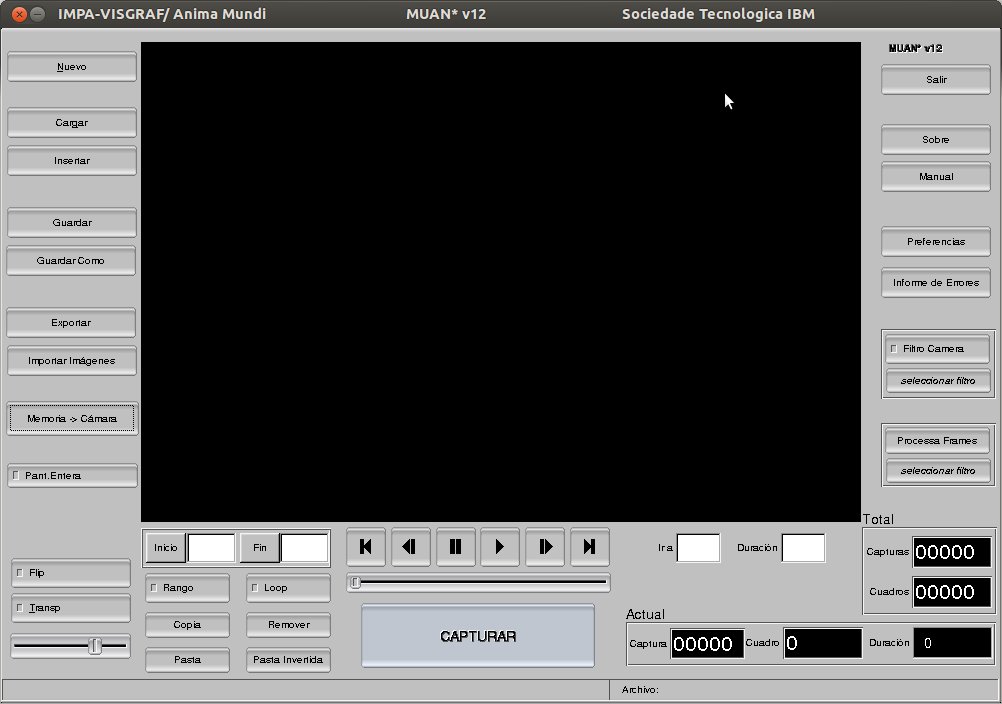 IMPA-VISGRAF/ Anima Mundi MUAN* v12 Sociedade Tecnologica IBM
MUAN* v12
Nuevo
Cargar
Insertar
Guardar
Guardar Como
Exportar
Importar Imágenes
Memoria -> Cámara
Pant.Entera
Flip
Transp
Salir
Sobre
Manual
Preferencias
Informe de Errores
Filtro Camera
seleccionar filtro
Processa Frames
seleccionar filtro
Inicio
Fin
Rango
Loop
Copia
Remover
Pasta
Pasta Invertida
CAPTURAR
Ir a
Duración
Total
Capturas 00000
Cuadros 00000
Actual
Captura 00000 Cuadro 0 Duración 0
Archivo: